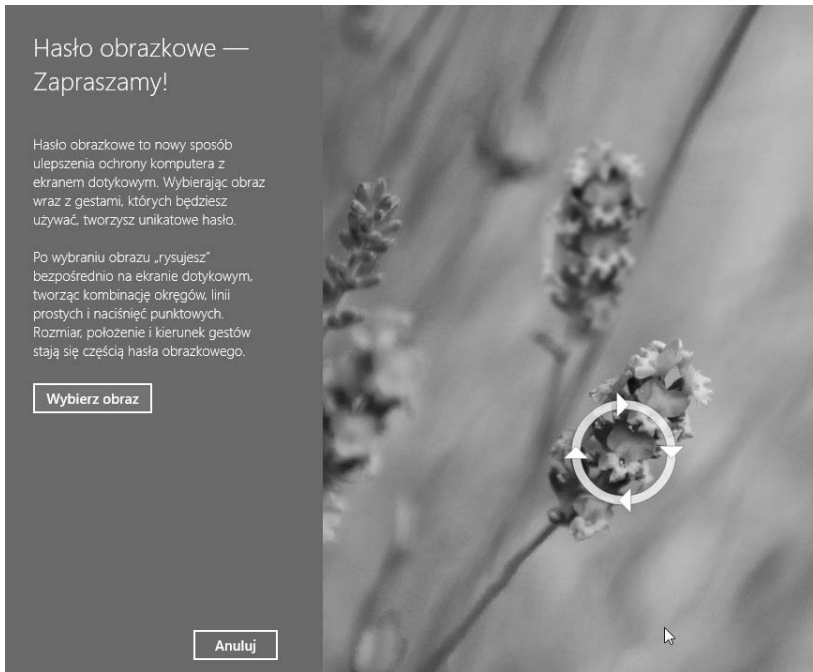 Hasło obrazkowe —
Zapraszamy!
Hasło obrazkowe to nowy sposób
ulepszenia ochrony komputera z
ekranem dotykowym. Wybierając obraz
wraz z gestami, których będziesz
używać, tworzysz unikatowe hasło.
Po wybraniu obrazu „rysujesz”
bezpośrednio na ekranie dotykowym,
tworząc kombinację okręgów, linii
prostych i naciśnięć punktowych.
Rozmiar, położenie i kierunek gestów
stają się częścią hasła obrazkowego.
Wybierz obraz
Anuluj